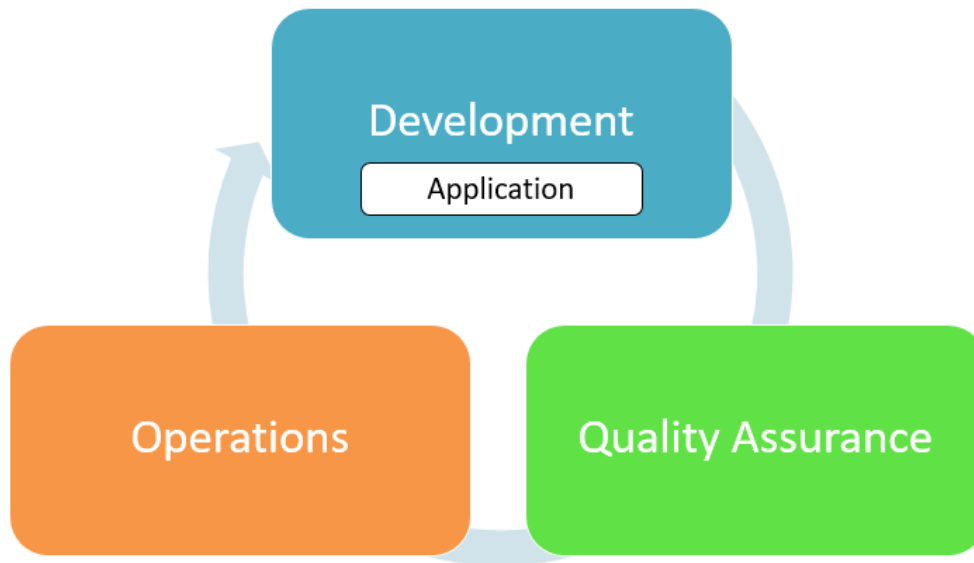 Development
Application
Operations
Quality Assurance